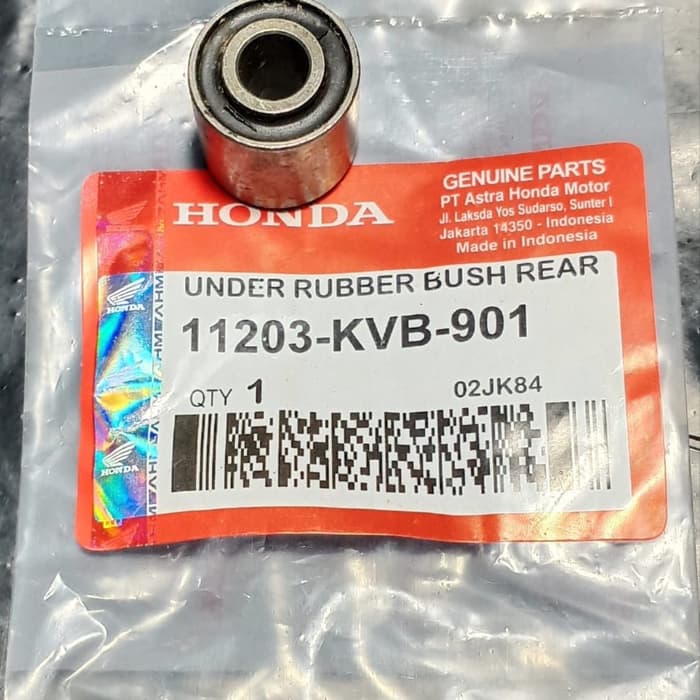 HONDA
GENUINE PARTS
PT Astra Honda Motor
Jl. Laksda Yos Sudarso, Sunter I
Jakarta 14350 - Indonesia
Made in Indonesia
UNDER RUBBER BUSH REAR
11203-KVB-901
QTY 1
02JK84
HONDA
HONDA